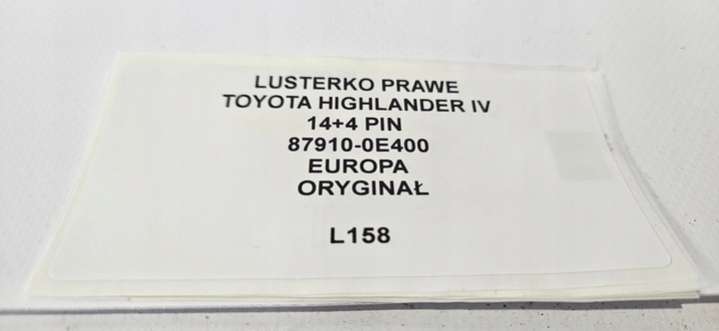 LUSTERKO PRAWE
TOYOTA HIGHLANDER IV
14+4 PIN
87910-0E400
EUROPA
ORYGINAŁ
L158